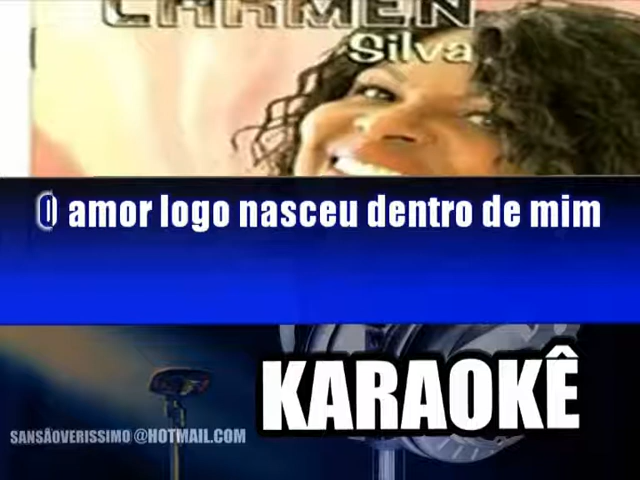 CARMEN
Silva
O amor logo nasceu dentro de mim
KARAOKÊ
SANSÃOVERISSIMO @HOTMAIL.COM